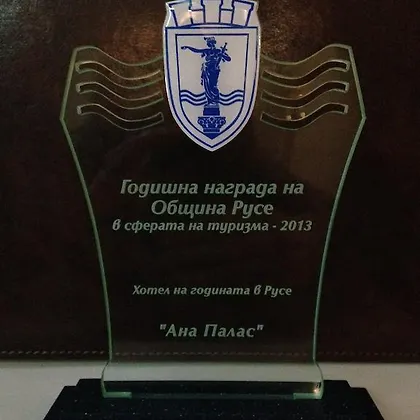 Годишна награда на
Община Русе
в сферата на туризма - 2013
Хотел на годината в Русе
"Ана Палас"